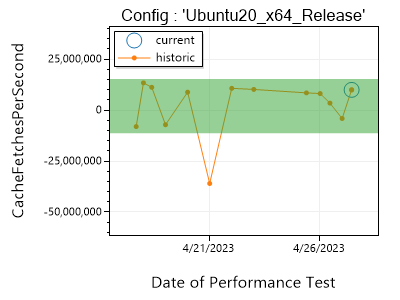 Config : 'Ubuntu20_x64_Release'
current
historic
25,000,000
0
-25,000,000
-50,000,000
CacheFetchesPerSecond
4/21/2023
4/26/2023
Date of Performance Test